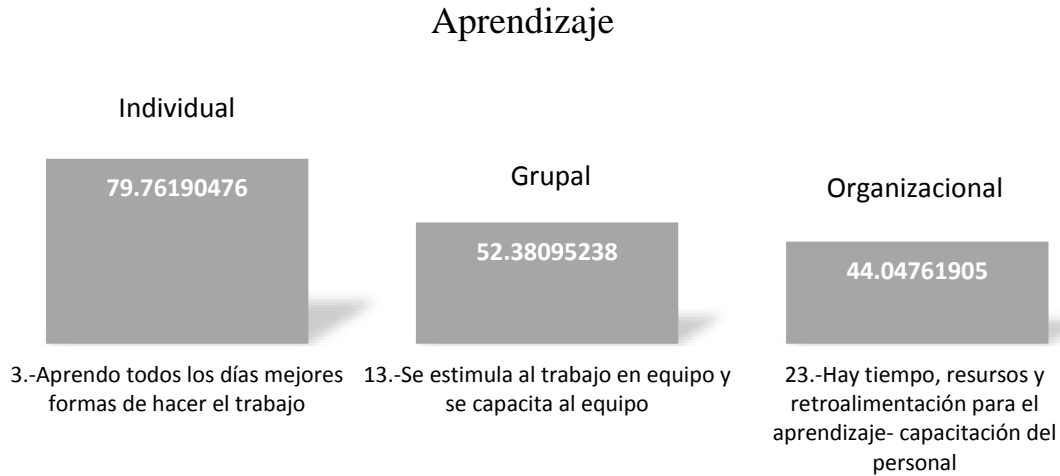 Aprendizaje
Individual
79.76190476
3.-Aprendo todos los días mejores
formas de hacer el trabajo
Grupal
52.38095238
13.-Se estimula al trabajo en equipo y
se capacita al equipo
Organizacional
44.04761905
23.-Hay tiempo, resursos y
retroalimentación para el
aprendizaje- capacitación del
personal